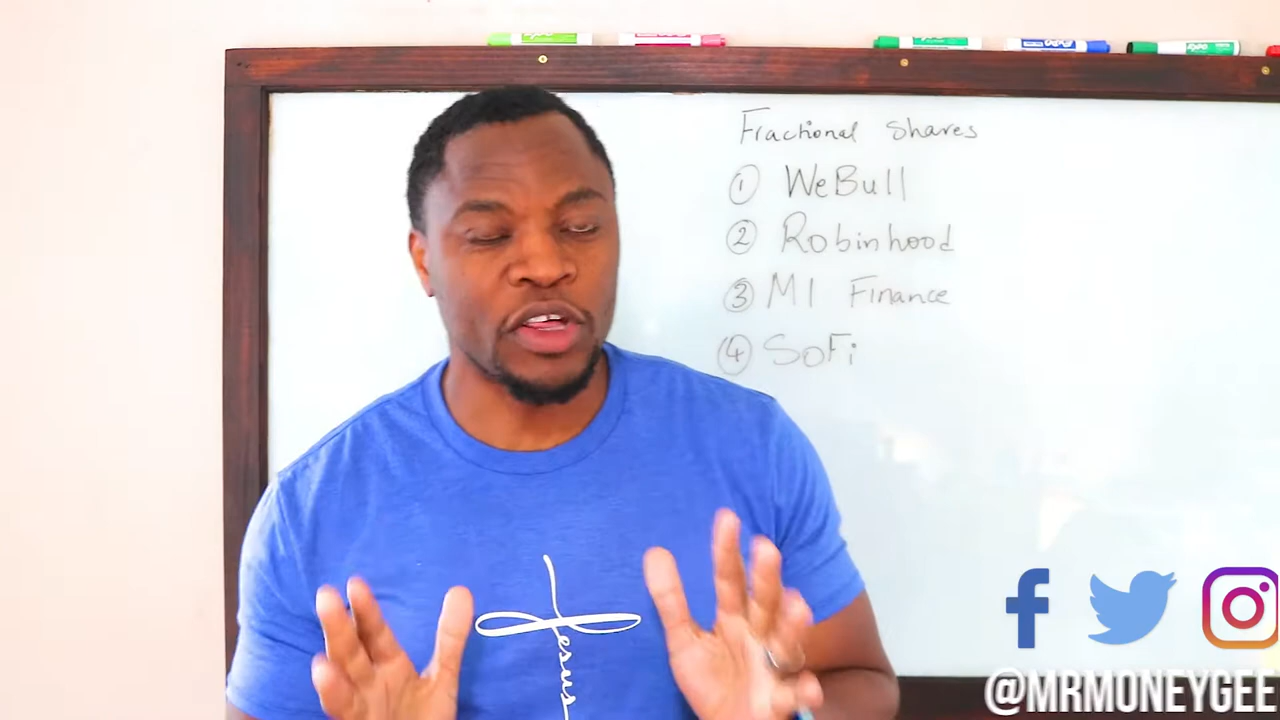 Fractional Shares
① WeBull
② Robinhood
③ M1 Finance
④ SoFi
Jesus
@MRMONEYGEE